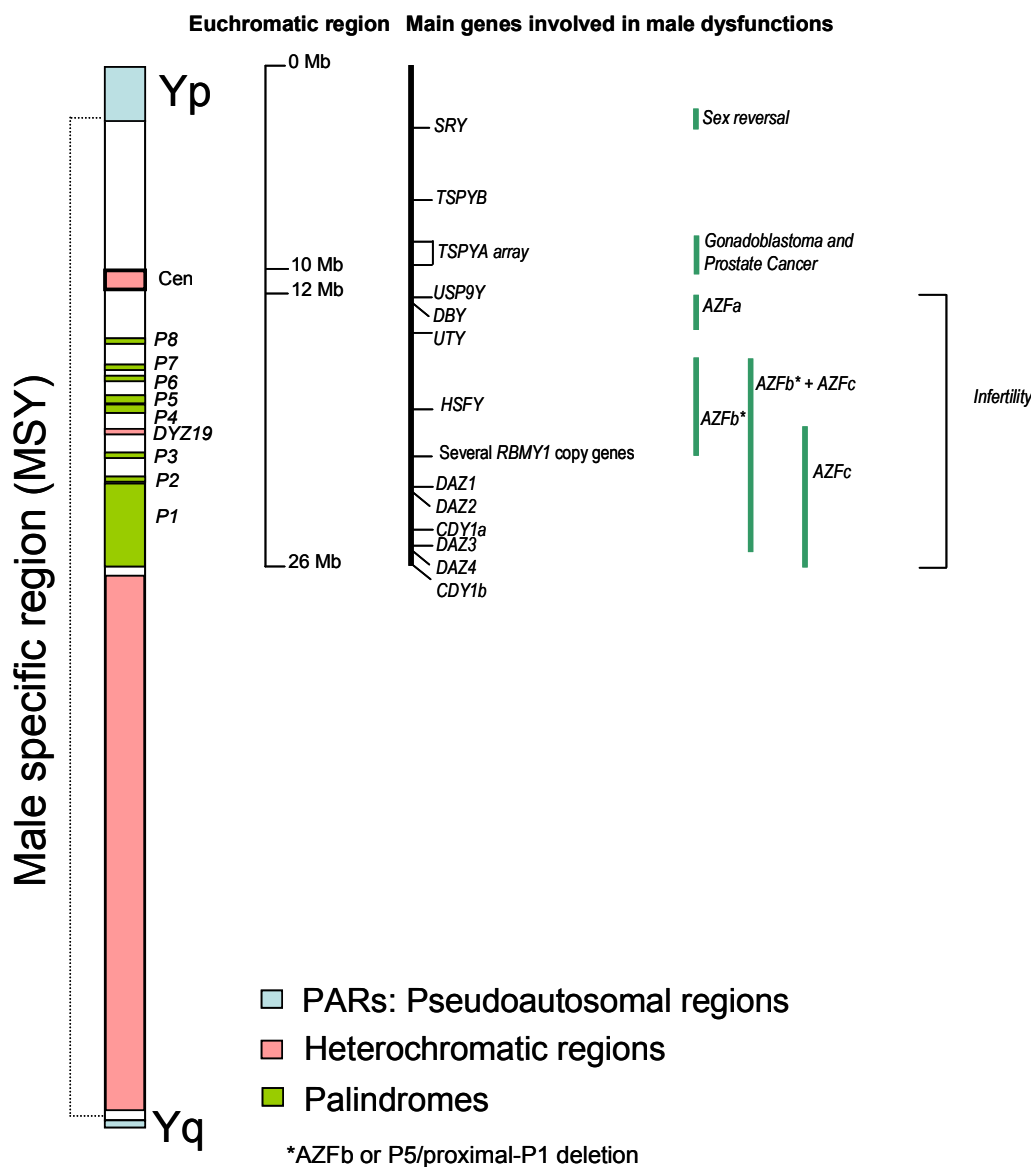 Euchromatic region Main genes involved in male dysfunctions
Yp
0 Mb
SRY
Sex reversal
TSPYB
TSPYA array
Gonadoblastoma and
Prostate Cancer
Cen
10 Mb
12 Mb
USP9Y
DBY
UTY
AZFa
P8
P7
P6
P5
P4
DYZ19
P3
P2
P1
HSFY
AZFb*
AZFb* + AZFc
AZFc
Infertility
Several RBMY1 copy genes
DAZ1
DAZ2
CDY1a
DAZ3
DAZ4
CDY1b
26 Mb
Male specific region (MSY)
PARs: Pseudoautosomal regions
Heterochromatic regions
Palindromes
Yq
*AZFb or P5/proximal-P1 deletion